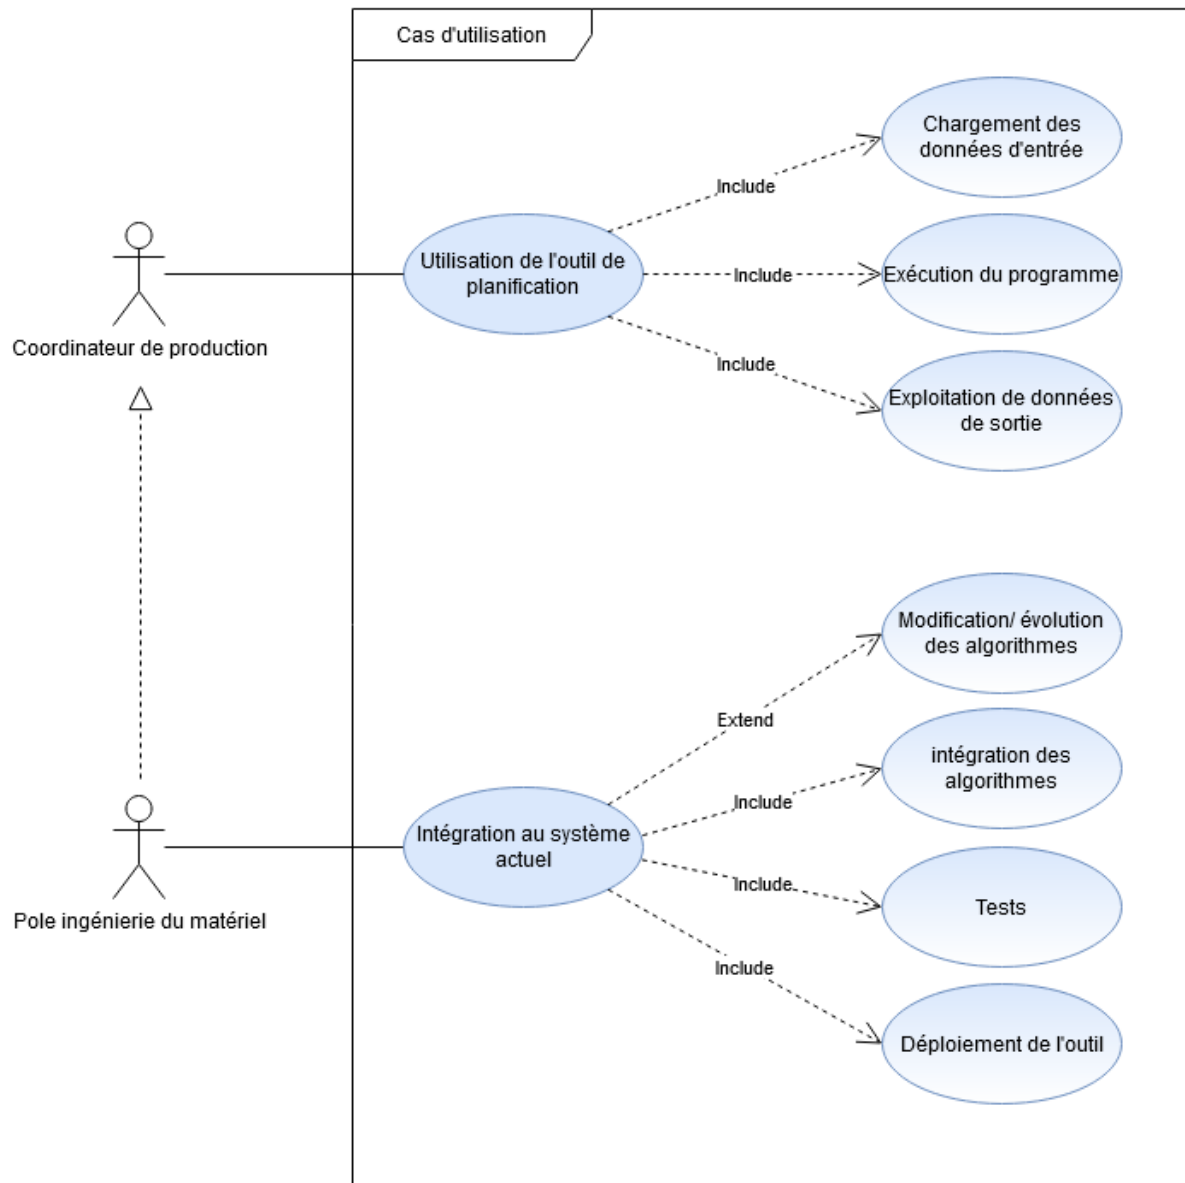 Cas d'utilisation
Chargement des
données d'entrée
Include
Utilisation de l'outil de
planification
Include
Exécution du programme
Include
Exploitation de données
de sortie
Coordinateur de production
Modification/ évolution
des algorithmes
Extend
intégration des
algorithmes
Include
Intégration au système
actuel
Include
Tests
Pole ingénierie du matériel
Include
Déploiement de l'outil